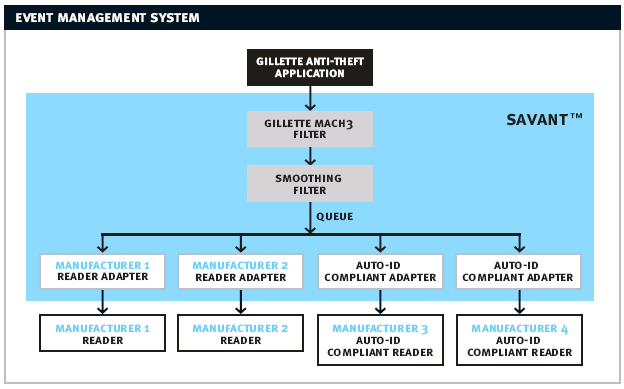 EVENT MANAGEMENT SYSTEM
GILLETTE ANTI-THEFT
APPLICATION
SAVANT™
GILLETTE MACH3
FILTER
SMOOTHING
FILTER
QUEUE
MANUFACTURER 1
READER ADAPTER
MANUFACTURER 2
READER ADAPTER
AUTO-ID
COMPLIANT ADAPTER
AUTO-ID
COMPLIANT ADAPTER
MANUFACTURER 1
READER
MANUFACTURER 2
READER
MANUFACTURER 3
AUTO-ID
COMPLIANT READER
MANUFACTURER 4
AUTO-ID
COMPLIANT READER